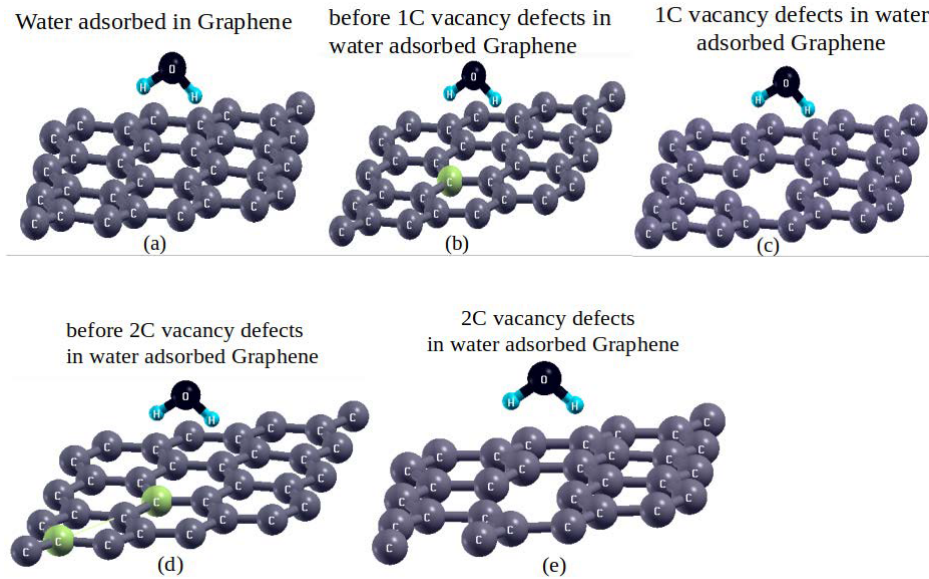 Water adsorbed in Graphene
before 1C vacancy defects in
water adsorbed Graphene
1C vacancy defects in water
adsorbed Graphene
O
H H
(a)
O
H H
(b)
O
H H
(c)
before 2C vacancy defects
in water adsorbed Graphene
2C vacancy defects
in water adsorbed Graphene
O
H H
(d)
O
H H
(e)